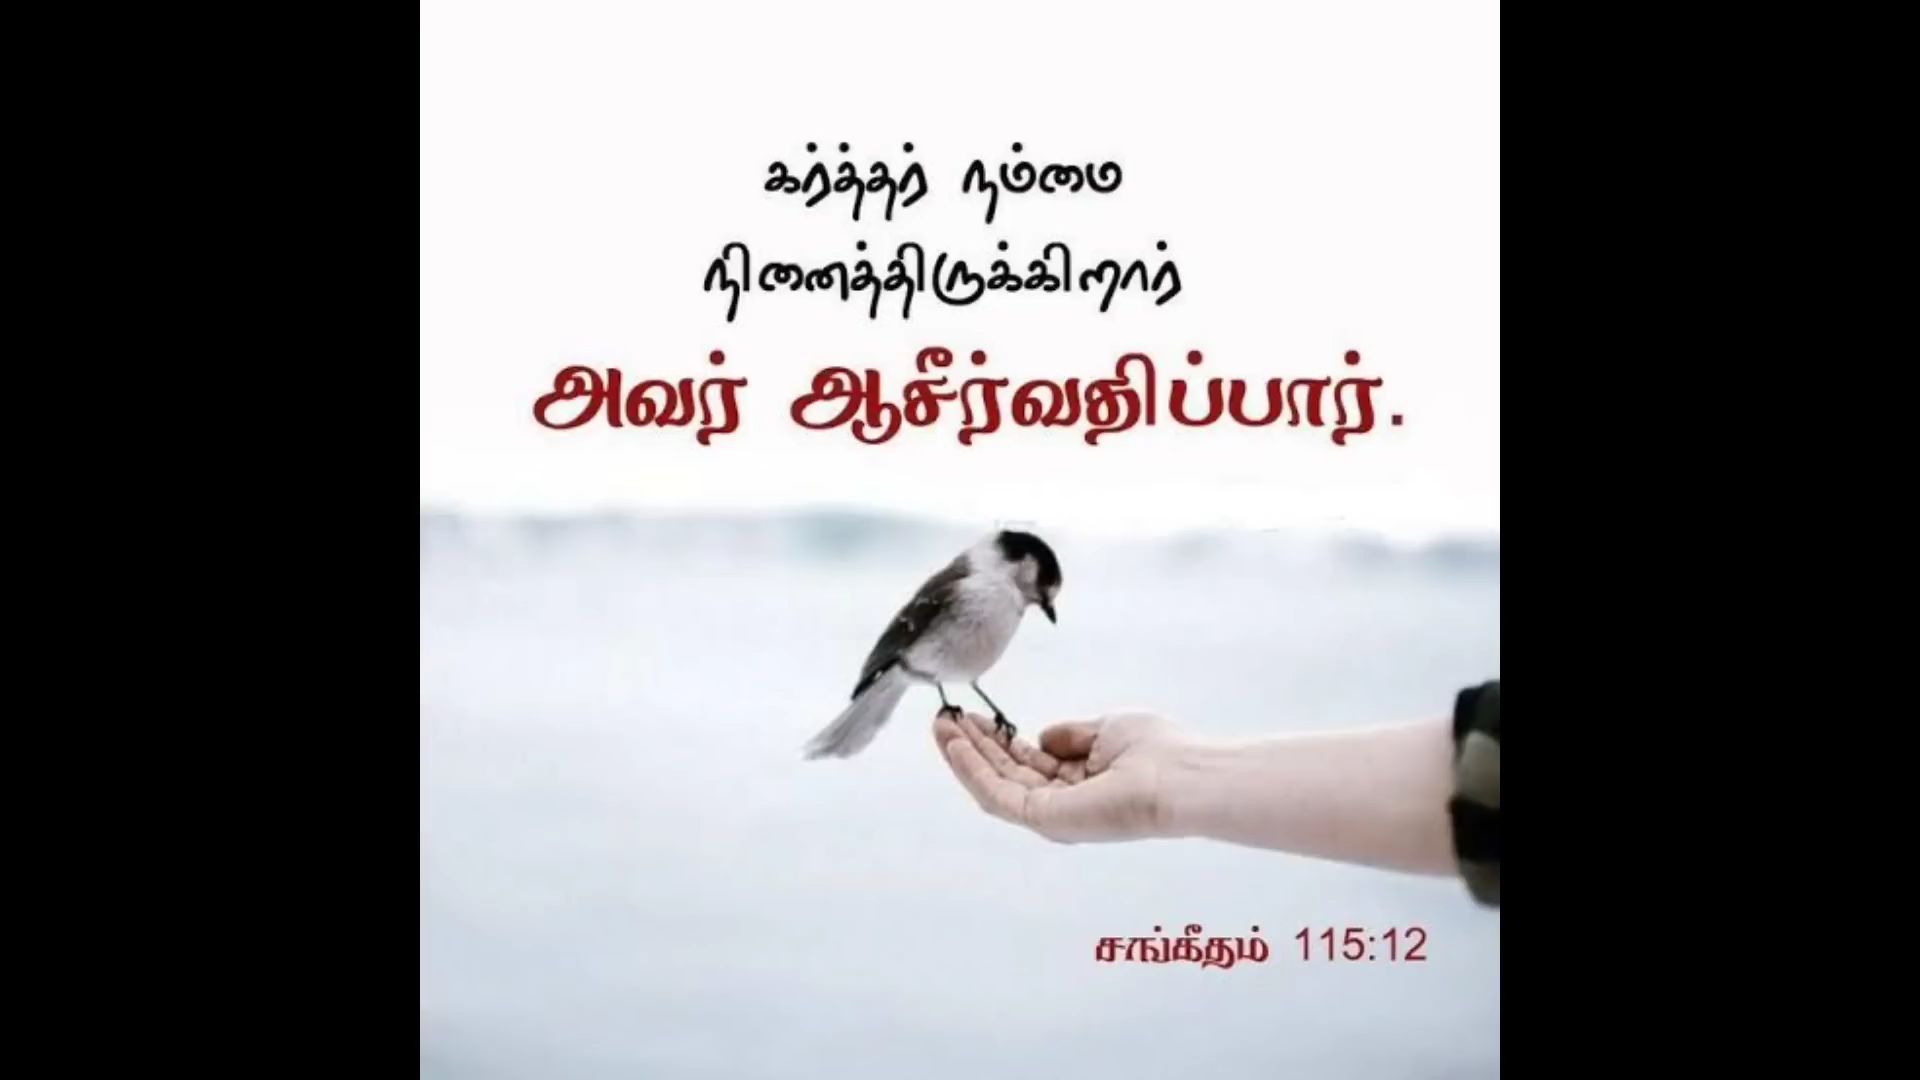 கர்த்தர் நம்மை
நினைத்திருக்கிறார்
அவர் ஆசீர்வதிப்பார்.
சங்கீதம் 115:12